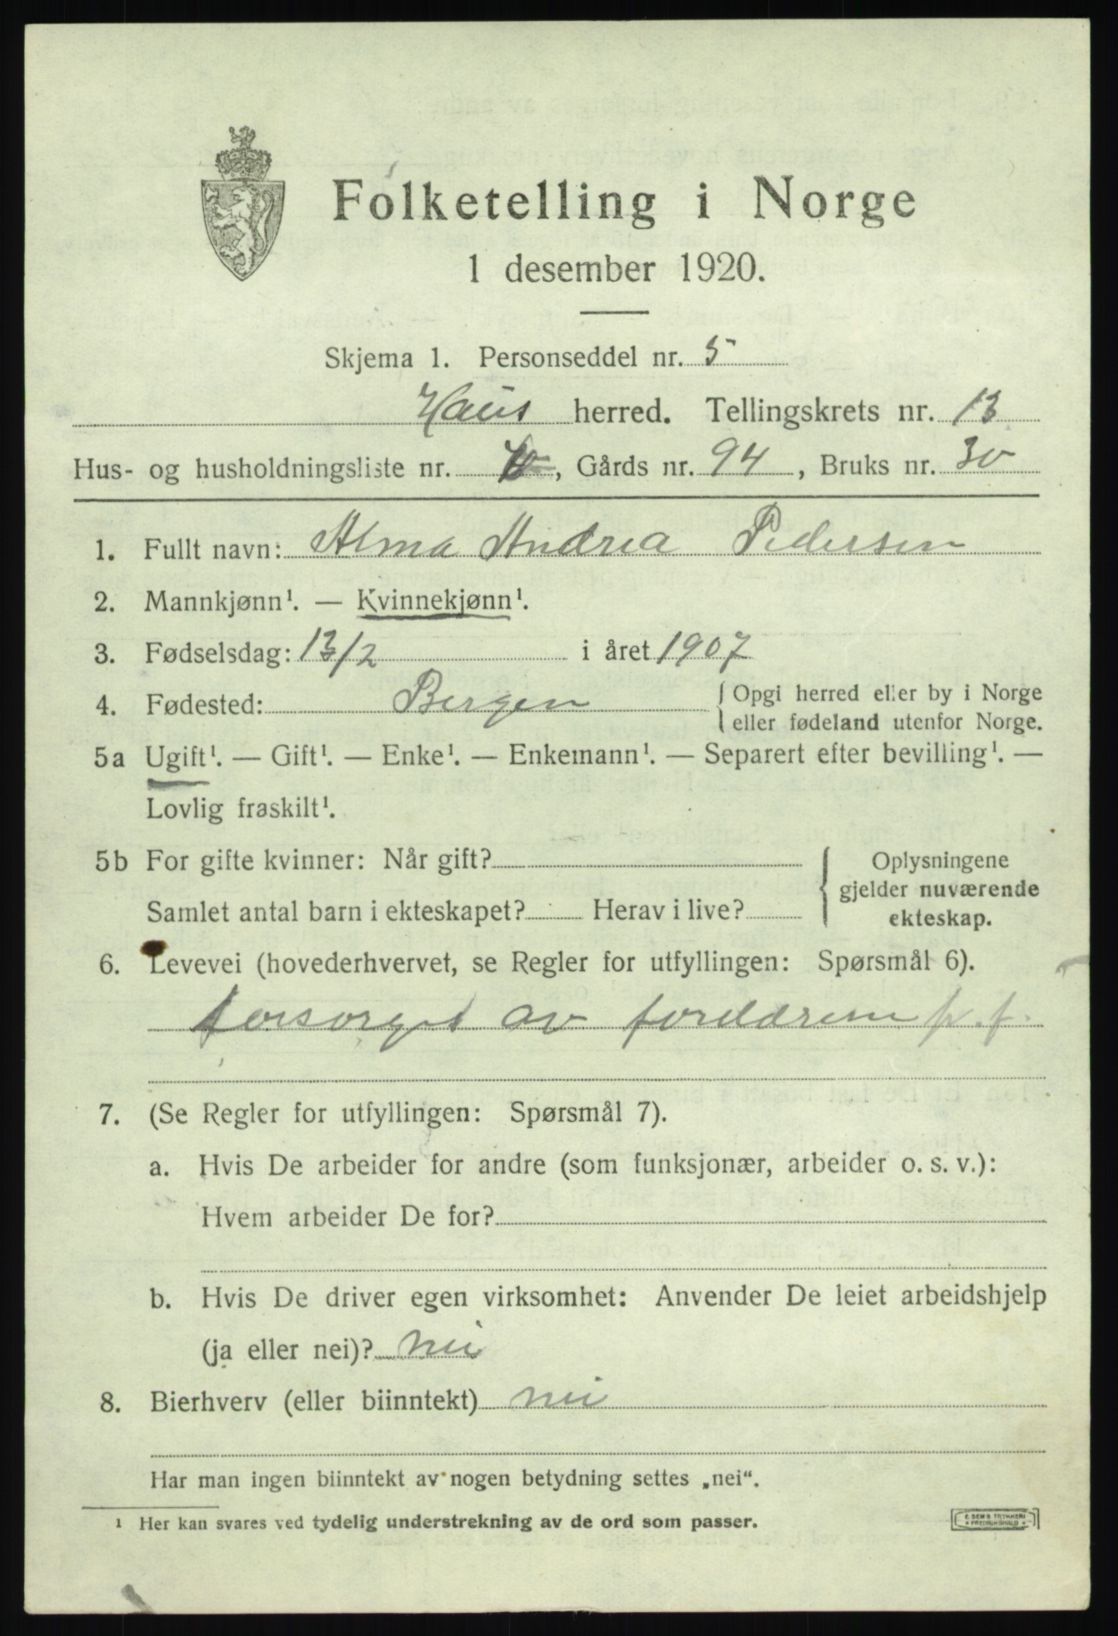 Folketelling i Norge
1 desember 1920.
Skjema 1. Personseddel nr. 5
Haus herred. Tellingskrets nr. 13
Hus- og husholdningsliste nr. , Gårds nr. 94, Bruks nr. 30
1. Fullt navn: Alma Andrea Pedersen
2. Mannkjønn¹. — Kvinnekjønn¹.
3. Fødselsdag: 13/2 i året 1907
4. Fødested: Bergen { Opgi herred eller by i Norge
eller fødeland utenfor Norge.
5a Ugift¹. — Gift¹. — Enke¹. — Enkemann¹. — Separert efter bevilling¹. —
Lovlig fraskilt¹.
5b For gifte kvinner: Når gift?
Samlet antal barn i ekteskapet? Herav i live?
Oplysningene
gjelder nuværende
ekteskap.
6. Levevei (hovederhvervet, se Regler for utfyllingen: Spørsmål 6).
forsorget av foreldrene p. f.
7. (Se Regler for utfyllingen: Spørsmål 7).
a. Hvis De arbeider for andre (som funksjonær, arbeider o. s. v.):
Hvem arbeider De for?
b. Hvis De driver egen virksomhet: Anvender De leiet arbeidshjelp
(ja eller nei)? nei
8. Bierhverv (eller biinntekt) nei
Har man ingen biinntekt av nogen betydning settes „nei".
¹ Her kan svares ved tydelig understrekning av de ord som passer.